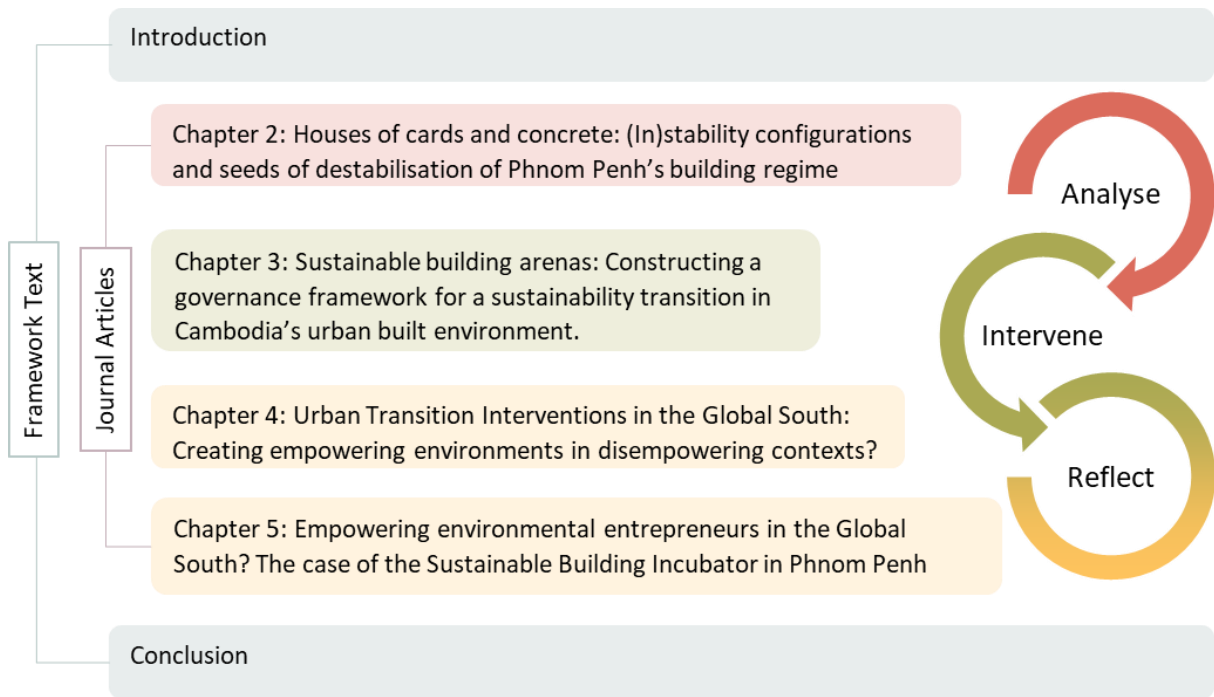 Introduction
Chapter 2: Houses of cards and concrete: (In)stability configurations
and seeds of destabilisation of Phnom Penh's building regime
Analyse
Framework Text
Journal Articles
Chapter 3: Sustainable building arenas: Constructing a
governance framework for a sustainability transition in
Cambodia's urban built environment.
Intervene
Chapter 4: Urban Transition Interventions in the Global South:
Creating empowering environments in disempowering contexts?
Reflect
Chapter 5: Empowering environmental entrepreneurs in the Global
South? The case of the Sustainable Building Incubator in Phnom Penh
Conclusion